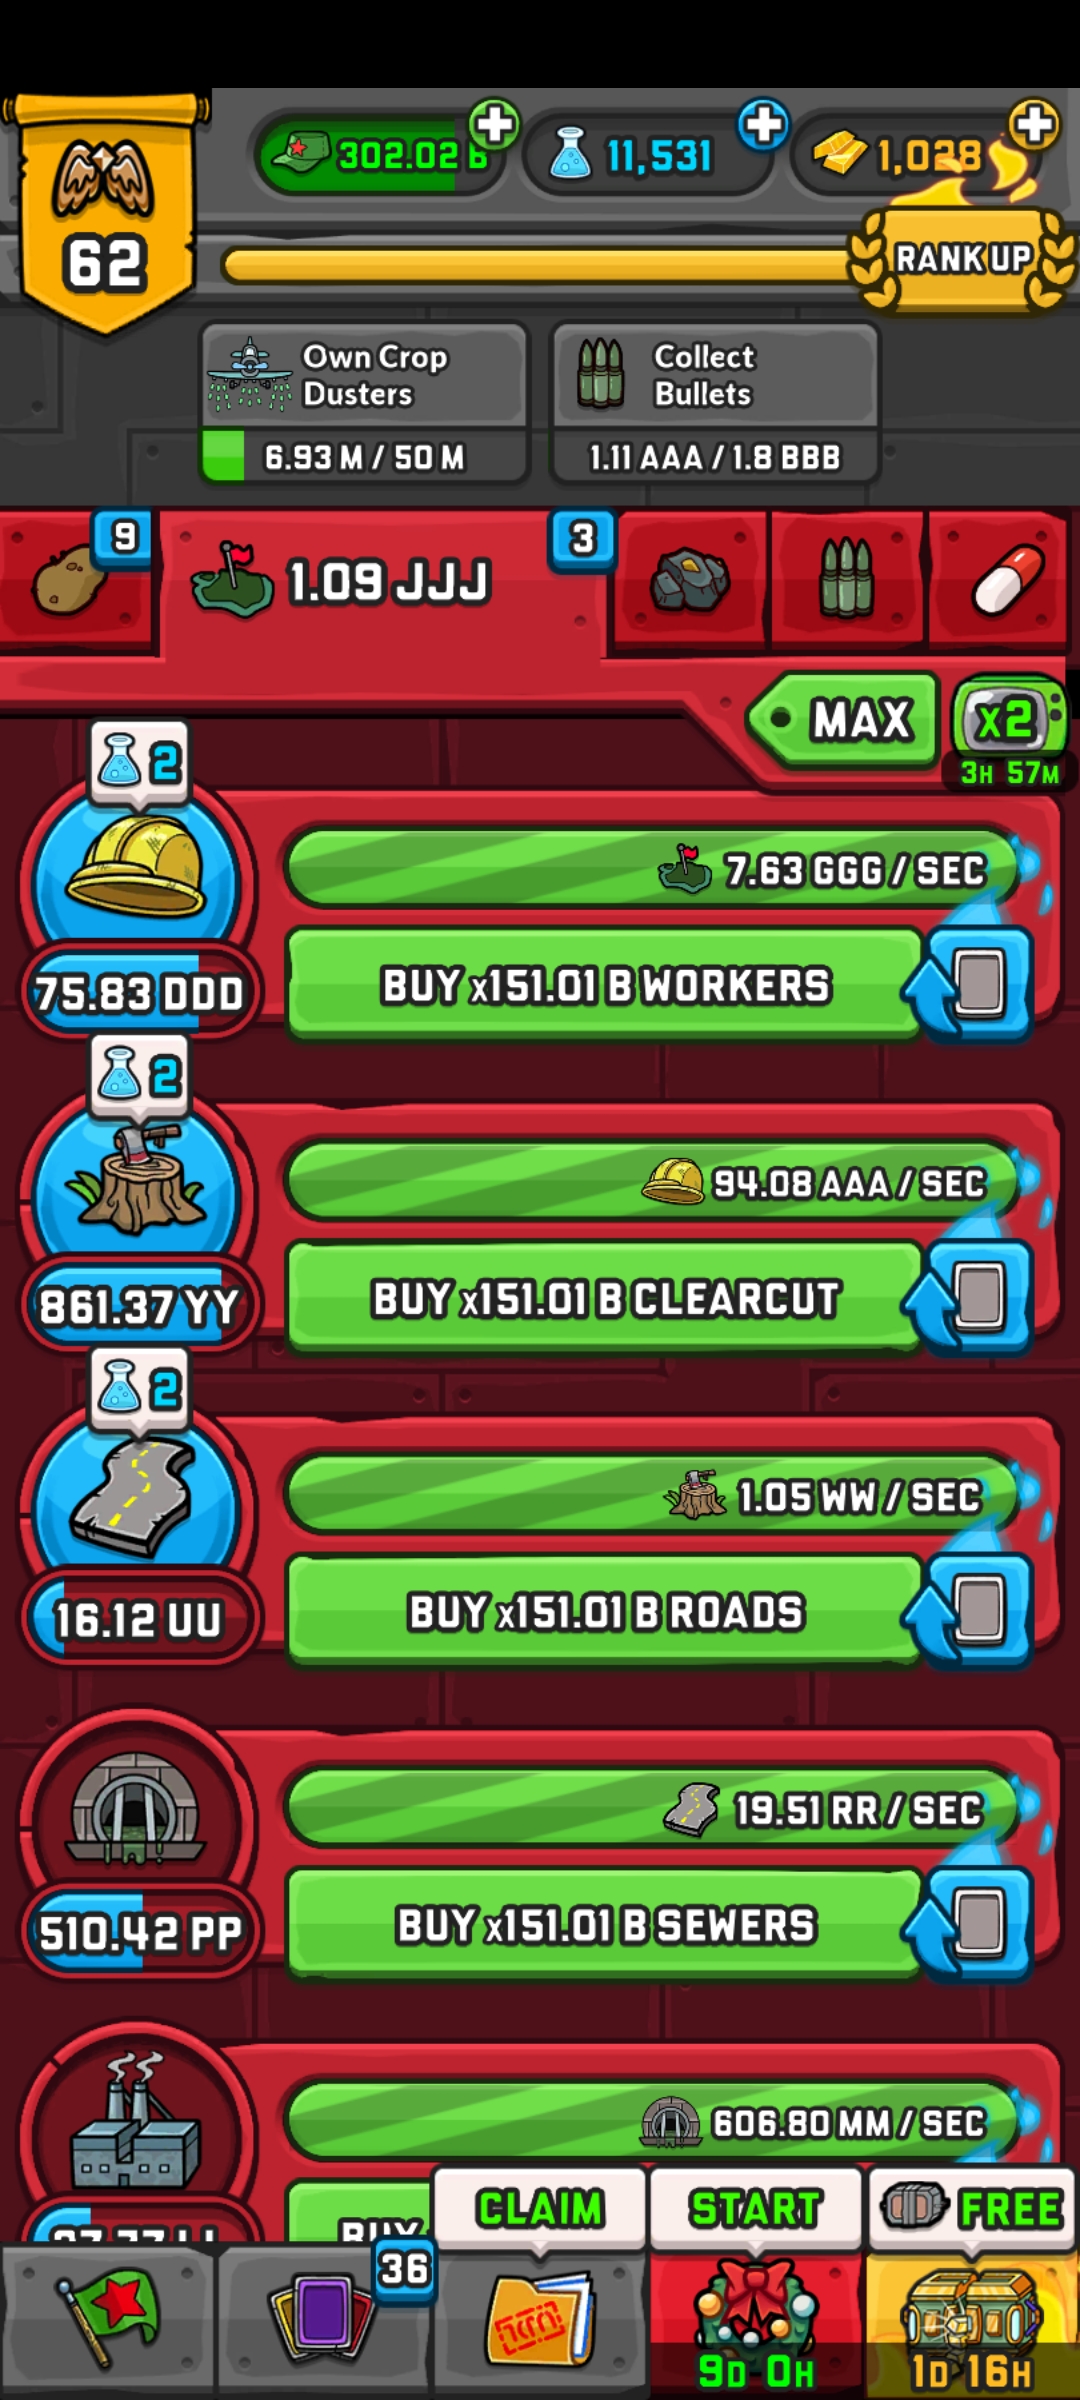 302.02 B
11,531
1,028
62
RANK UP
Own Crop
Dusters
6.93 M / 50 M
Collect
Bullets
1.11 AAA / 1.8 BBB
9
1.09 JJJ
3
MAX
x2
3H 57M
2
7.63 GGG / SEC
75.83 DDD
BUY x151.01 B WORKERS
2
94.08 AAA / SEC
861.37 YY
BUY x151.01 B CLEARCUT
2
1.05 WW / SEC
16.12 UU
BUY x151.01 B ROADS
19.51 RR / SEC
510.42 PP
BUY x151.01 B SEWERS
606.80 MM / SEC
BUY
CLAIM
START
FREE
36
9D 0H
1D 16H